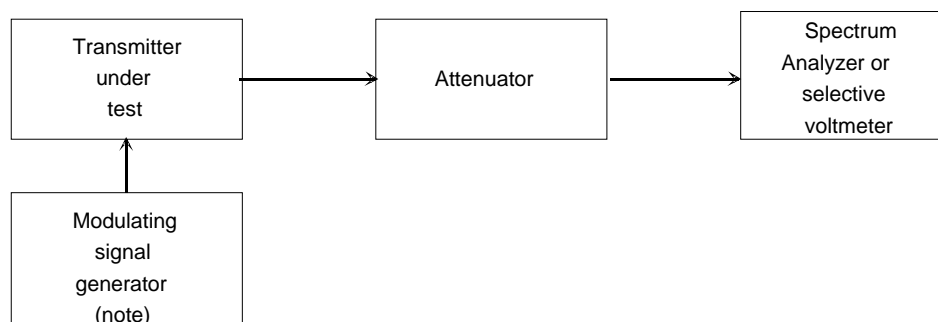 Transmitter
under
test
Attenuator
Spectrum
Analyzer or
selective
voltmeter
Modulating
signal
generator
(note)